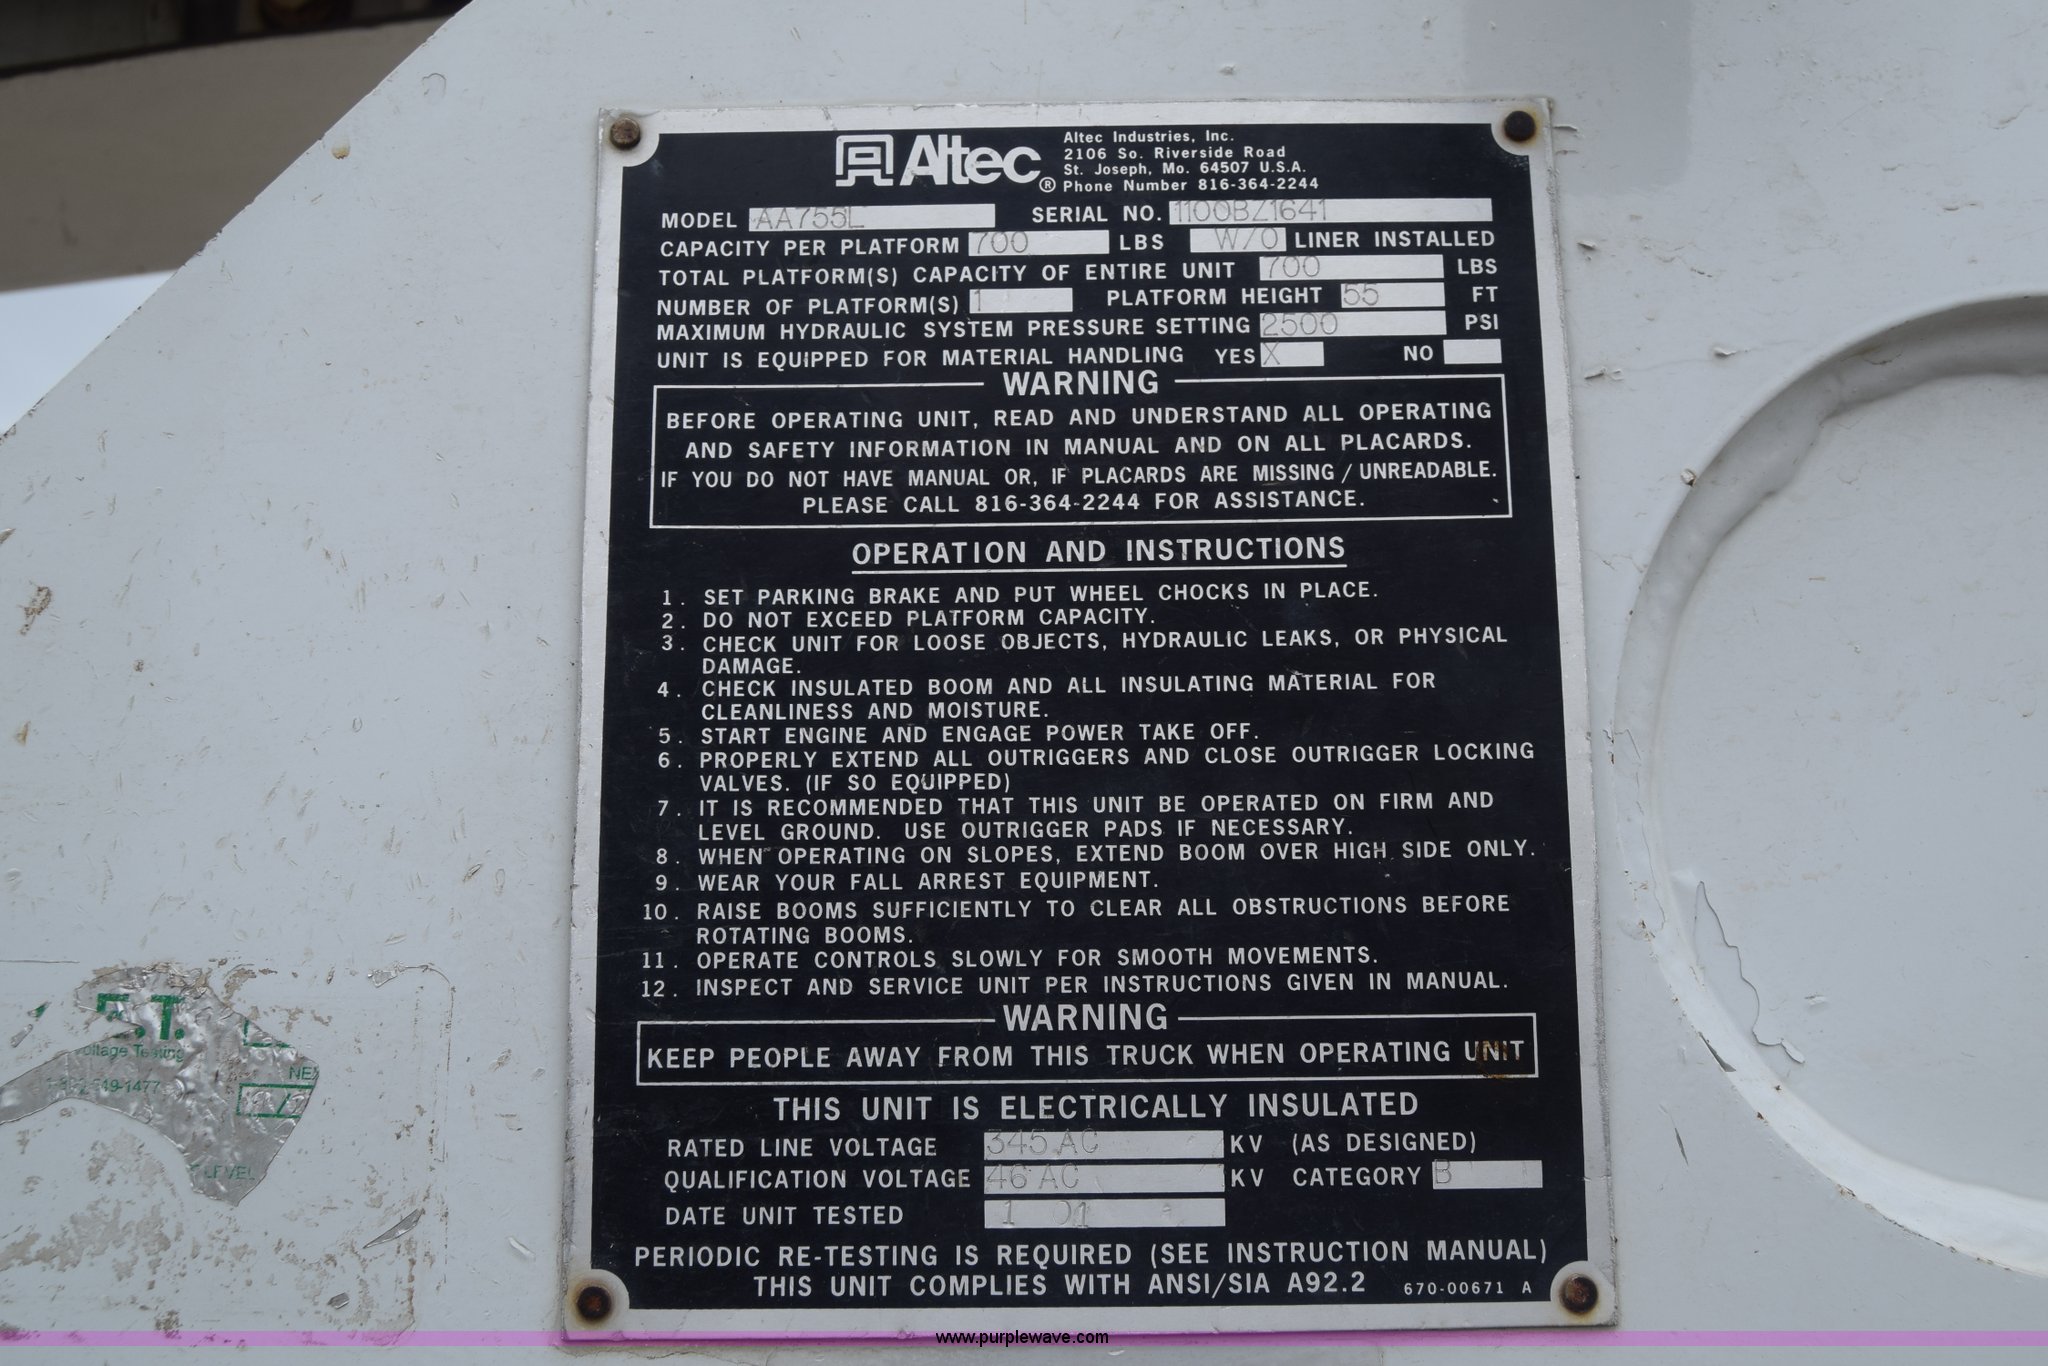 Altec®
Altec Industries, Inc.
2106 So. Riverside Road
St. Joseph, Mo. 64507 U.S.A.
Phone Number 816-364-2244
MODEL AA755L SERIAL NO. 1100BZ1641
CAPACITY PER PLATFORM 700 LBS W/O LINER INSTALLED
TOTAL PLATFORM(S) CAPACITY OF ENTIRE UNIT 700 LBS
NUMBER OF PLATFORM(S) 1 PLATFORM HEIGHT 55 FT
MAXIMUM HYDRAULIC SYSTEM PRESSURE SETTING 2500 PSI
UNIT IS EQUIPPED FOR MATERIAL HANDLING YES X NO
WARNING
BEFORE OPERATING UNIT, READ AND UNDERSTAND ALL OPERATING
AND SAFETY INFORMATION IN MANUAL AND ON ALL PLACARDS.
IF YOU DO NOT HAVE MANUAL OR, IF PLACARDS ARE MISSING / UNREADABLE.
PLEASE CALL 816-364-2244 FOR ASSISTANCE.
OPERATION AND INSTRUCTIONS
1. SET PARKING BRAKE AND PUT WHEEL CHOCKS IN PLACE.
2. DO NOT EXCEED PLATFORM CAPACITY.
3. CHECK UNIT FOR LOOSE OBJECTS, HYDRAULIC LEAKS, OR PHYSICAL
DAMAGE.
4. CHECK INSULATED BOOM AND ALL INSULATING MATERIAL FOR
CLEANLINESS AND MOISTURE.
5. START ENGINE AND ENGAGE POWER TAKE OFF.
6. PROPERLY EXTEND ALL OUTRIGGERS AND CLOSE OUTRIGGER LOCKING
VALVES. (IF SO EQUIPPED)
7. IT IS RECOMMENDED THAT THIS UNIT BE OPERATED ON FIRM AND
LEVEL GROUND. USE OUTRIGGER PADS IF NECESSARY.
8. WHEN OPERATING ON SLOPES, EXTEND BOOM OVER HIGH SIDE ONLY.
9. WEAR YOUR FALL ARREST EQUIPMENT.
10. RAISE BOOMS SUFFICIENTLY TO CLEAR ALL OBSTRUCTIONS BEFORE
ROTATING BOOMS.
11. OPERATE CONTROLS SLOWLY FOR SMOOTH MOVEMENTS.
12. INSPECT AND SERVICE UNIT PER INSTRUCTIONS GIVEN IN MANUAL.
WARNING
KEEP PEOPLE AWAY FROM THIS TRUCK WHEN OPERATING UNIT
THIS UNIT IS ELECTRICALLY INSULATED
RATED LINE VOLTAGE 345 AC KV (AS DESIGNED)
QUALIFICATION VOLTAGE 46 AC KV CATEGORY B
DATE UNIT TESTED 1 01
PERIODIC RE-TESTING IS REQUIRED (SEE INSTRUCTION MANUAL)
THIS UNIT COMPLIES WITH ANSI/SIA A92.2 670-00671 A
Testing
LEVEL
www.purplewave.com